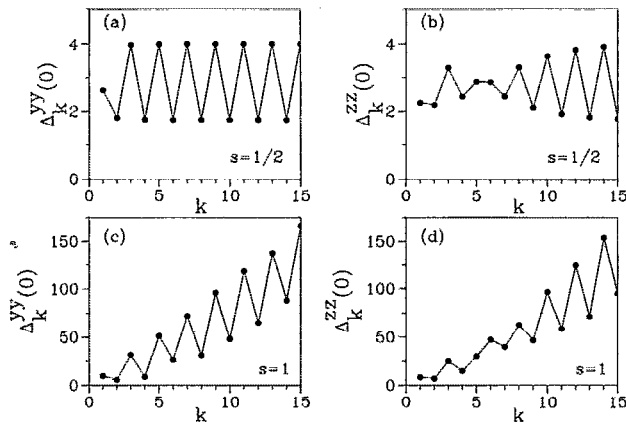 (a)
4
2
0
Δ_k^{yy}(0)
s=1/2
0 5 10 15
k
(b)
4
2
0
Δ_k^{zz}(0)
s=1/2
0 5 10 15
k
(c)
150
100
50
0
Δ_k^{yy}(0)
s=1
0 5 10 15
k
(d)
150
100
50
0
Δ_k^{zz}(0)
s=1
0 5 10 15
k